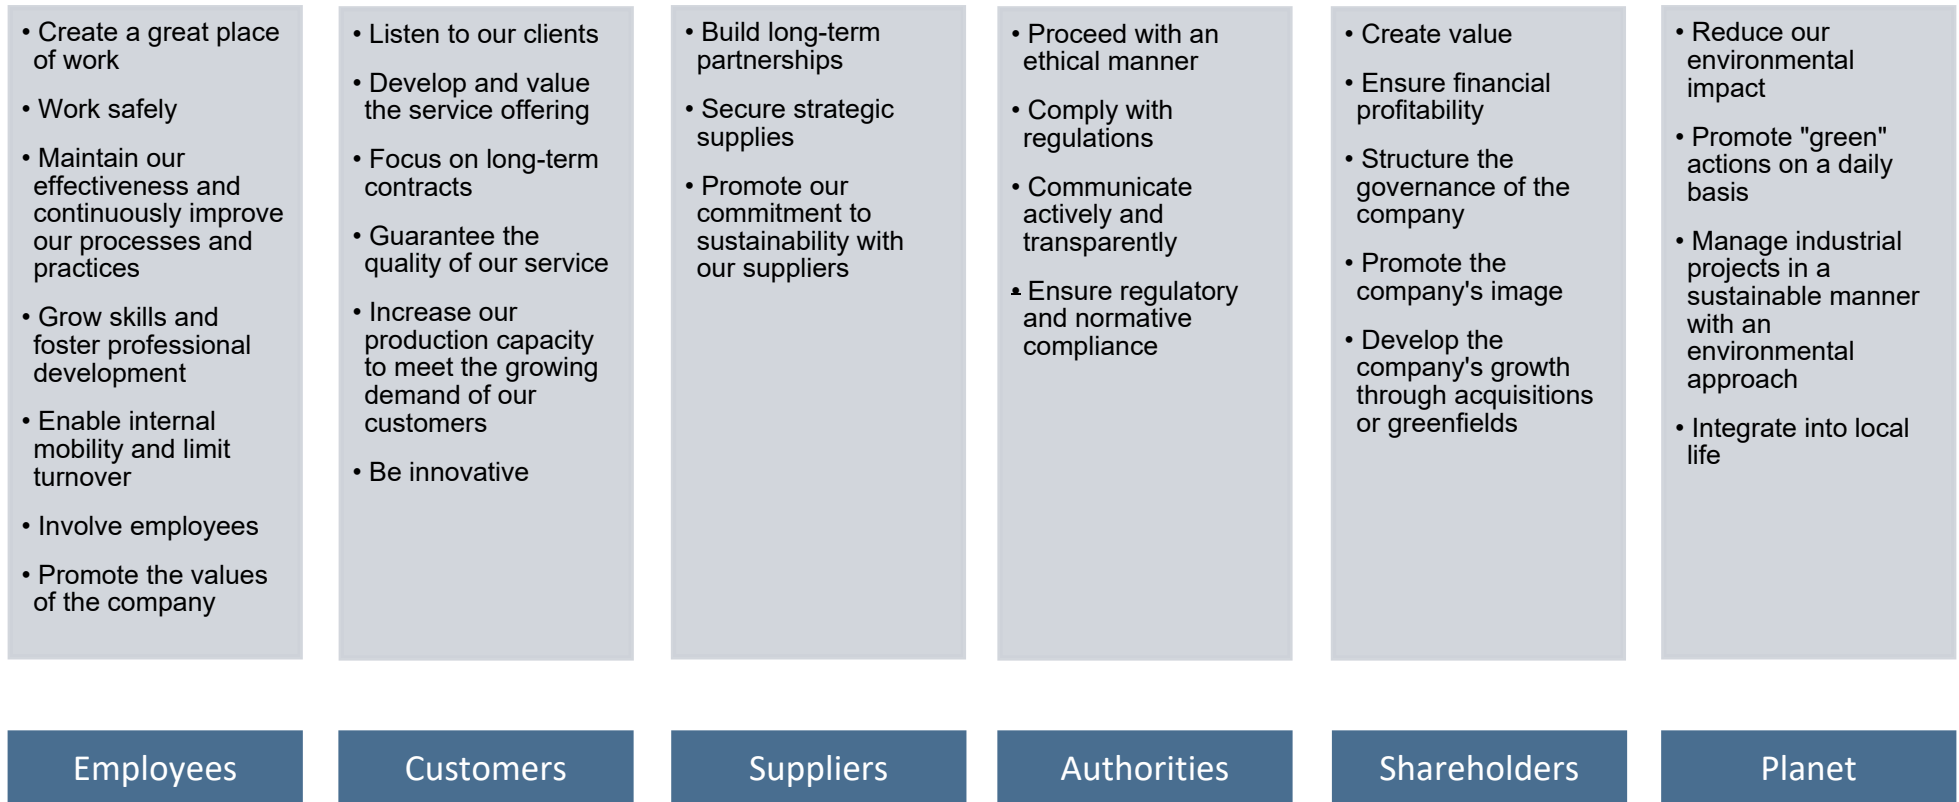 • Create a great place
of work
• Work safely
• Maintain our
effectiveness and
continuously improve
our processes and
practices
• Grow skills and
foster professional
development
• Enable internal
mobility and limit
turnover
• Involve employees
• Promote the values
of the company
Employees
• Listen to our clients
• Develop and value
the service offering
• Focus on long-term
contracts
• Guarantee the
quality of our service
• Increase our
production capacity
to meet the growing
demand of our
customers
• Be innovative
Customers
• Build long-term
partnerships
• Secure strategic
supplies
• Promote our
commitment to
sustainability with
our suppliers
Suppliers
• Proceed with an
ethical manner
• Comply with
regulations
• Communicate
actively and
transparently
• Ensure regulatory
and normative
compliance
Authorities
• Create value
• Ensure financial
profitability
• Structure the
governance of the
company
• Promote the
company's image
• Develop the
company's growth
through acquisitions
or greenfields
Shareholders
• Reduce our
environmental
impact
• Promote "green"
actions on a daily
basis
• Manage industrial
projects in a
sustainable manner
with an
environmental
approach
• Integrate into local
life
Planet